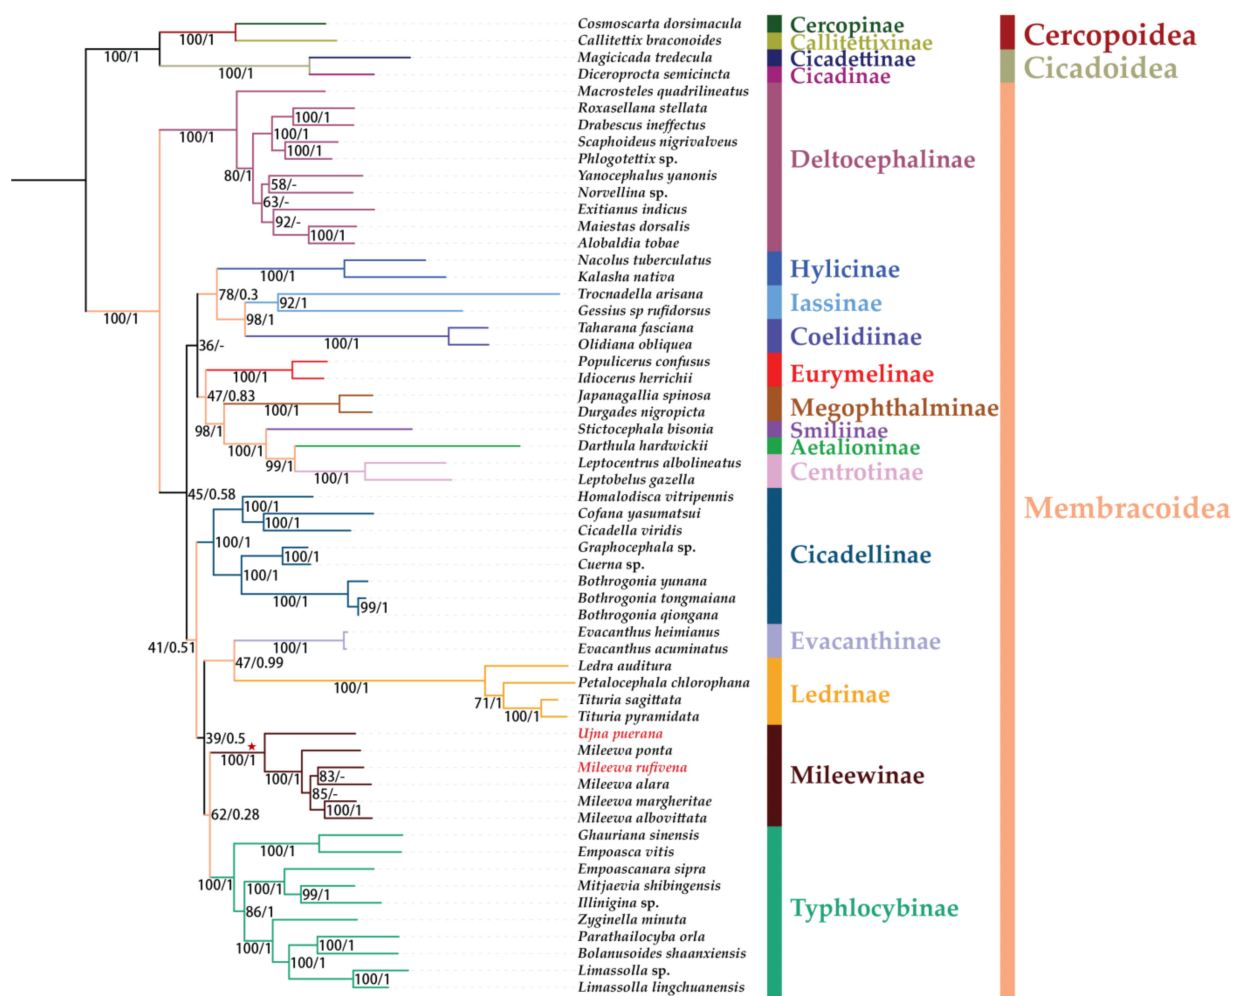 Cosmoscarta dorsimacula
Callitettix braconoides
Magicicada tredecula
Diceroprocta semicincta
Macrosteles quadrilineatus
Roxasellana stellata
Drabescus ineffectus
Scaphoideus nigrivalveus
Phlogotettix sp.
Yanocephalus yanonis
Norvellina sp.
Exitianus indicus
Maiestas dorsalis
Alobaldia tobae
Nacolus tuberculatus
Kalasha nativa
Trocnadella arisana
Gessius sp rufidorsus
Taharana fasciana
Olidiana obliquea
Populicerus confusus
Idiocerus herrichii
Japanagallia spinosa
Durgades nigropicta
Stictocephala bisonia
Darthula hardwickii
Leptocentrus albolineatus
Leptobelus gazella
Homalodisca vitripennis
Cofana yasumatsui
Cicadella viridis
Graphocephala sp.
Cuerna sp.
Bothrogonia yunana
Bothrogonia tongmaiana
Bothrogonia qiongana
Evacanthus heimianus
Evacanthus acuminatus
Ledra auditura
Petalocephala chlorophana
Tituria sagittata
Tituria pyramidata
Ujna puerana
Mileewa ponta
Mileewa rufivena
Mileewa alara
Mileewa margheritae
Mileewa albovittata
Ghauriana sinensis
Empoasca vitis
Empoascanara sipra
Mitjaevia shibingensis
Illinigina sp.
Zyginella minuta
Parathailocyba orla
Bolanusoides shaanxiensis
Limassolla sp.
Limassolla lingchuanensis
Cercopinae
Callitettixinae
Cicadettinae
Cicadinae
Deltocephalinae
Hylicinae
Iassinae
Coelidiinae
Eurymelinae
Megophthalminae
Smiliinae
Aetalioninae
Centrotinae
Cicadellinae
Evacanthinae
Ledrinae
Mileewinae
Typhlocybinae
Cercopoidea
Cicadoidea
Membracoidea
100/1
100/1
100/1
100/1
100/1
100/1
100/1
100/1
80/1
58/-
63/-
92/-
100/1
100/1
78/0.3
92/1
98/1
100/1
36/-
100/1
47/0.83
100/1
98/1
100/1
99/1
100/1
45/0.58
100/1
100/1
100/1
100/1
100/1
100/1
99/1
41/0.51
100/1
47/0.99
100/1
71/1
100/1
39/0.5
100/1
100/1
83/-
85/-
100/1
62/0.28
100/1
100/1
100/1
99/1
86/1
100/1
100/1
100/1
100/1